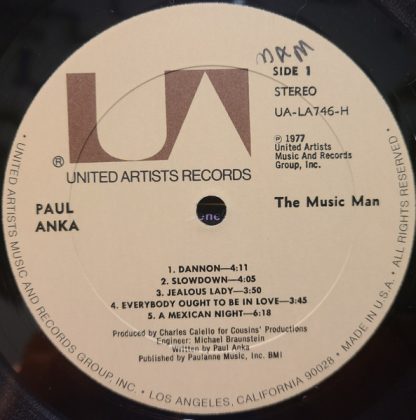 SIDE 1
STEREO
UA-LA746-H
℗ 1977
United Artists
Music And Records
Group, Inc.
UA
®
UNITED ARTISTS RECORDS
PAUL
ANKA
The Music Man
1. DANNON—4:11
2. SLOWDOWN—4:05
3. JEALOUS LADY—3:50
4. EVERYBODY OUGHT TO BE IN LOVE—3:45
5. A MEXICAN NIGHT—6:18
Produced by Charles Calello for Cousins' Productions
Engineer: Michael Braunstein
Written by Paul Anka
Published by Paulanne Music, Inc. BMI
• UNITED ARTISTS MUSIC AND RECORDS GROUP, INC. • LOS ANGELES, CALIFORNIA 90028 • MADE IN U.S.A. • ALL RIGHTS RESERVED •